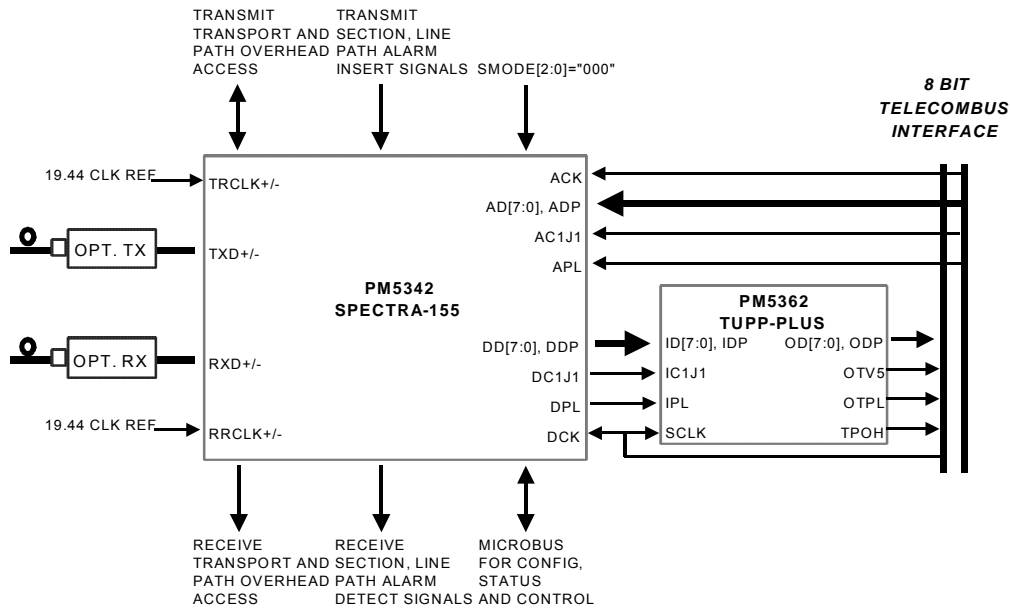 TRANSMIT
TRANSPORT AND
PATH OVERHEAD
ACCESS
TRANSMIT
SECTION, LINE
PATH ALARM
INSERT SIGNALS
SMODE[2:0]="000"
8 BIT
TELECOMBUS
INTERFACE
19.44 CLK REF
TRCLK+/-
OPT. TX
TXD+/-
OPT. RX
RXD+/-
19.44 CLK REF
RRCLK+/-
PM5342
SPECTRA-155
ACK
AD[7:0], ADP
AC1J1
APL
DD[7:0], DDP
DC1J1
DPL
DCK
PM5362
TUPP-PLUS
ID[7:0], IDP
IC1J1
IPL
SCLK
OD[7:0], ODP
OTV5
OTPL
TPOH
RECEIVE
TRANSPORT AND
PATH OVERHEAD
ACCESS
RECEIVE
SECTION, LINE
PATH ALARM
DETECT SIGNALS
MICROBUS
FOR CONFIG,
STATUS
AND CONTROL